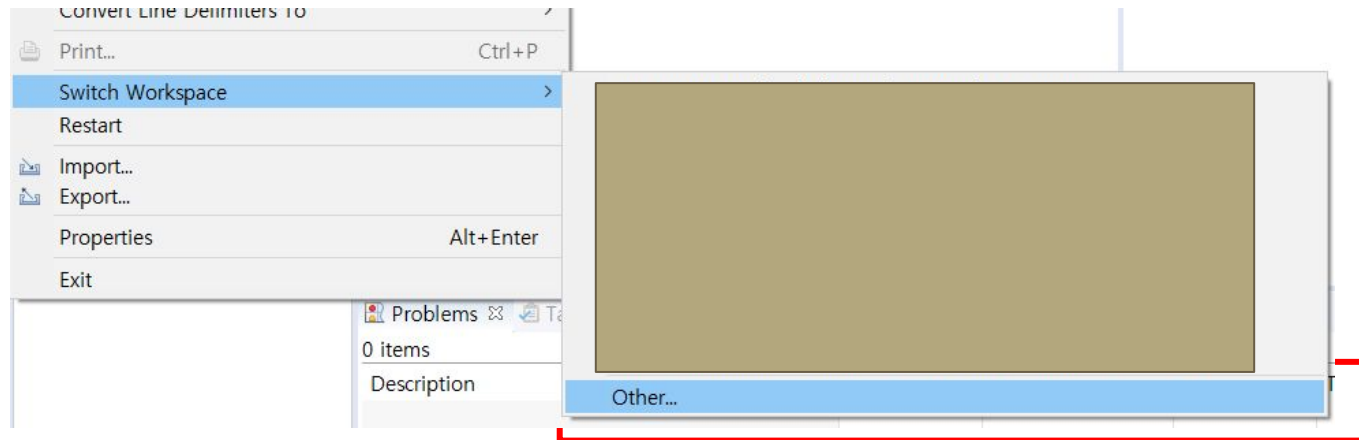 Convert Line Delimiters To >
Print... Ctrl+P
Switch Workspace >
Restart
Import...
Export...
Properties Alt+Enter
Exit
Problems
0 items
Description
Other...